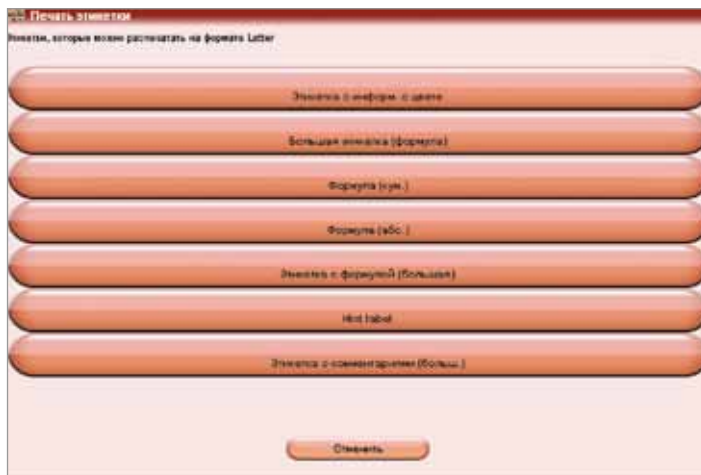 Печать этикетки
Этикетки, которые можно распечатать на формате Letter
Этикетка с информ. о цвете
Большая этикетка (формула)
Формула (кум.)
Формула (абс.)
Этикетка с формулой (большая)
Hint label
Этикетка с комментариями (больш.)
Отменить